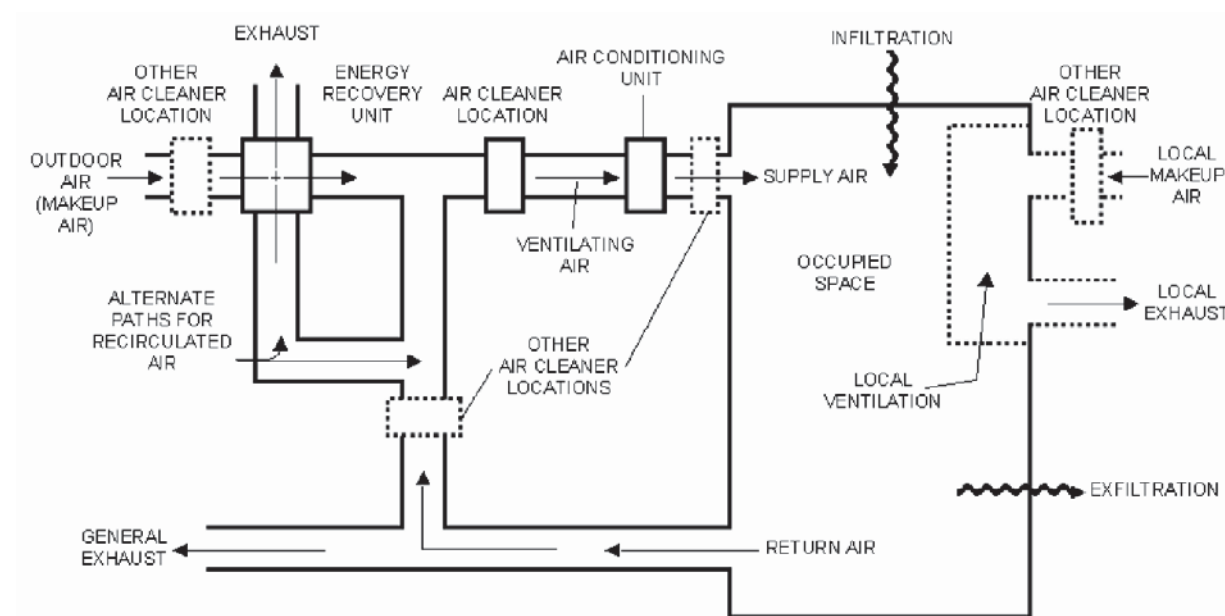 EXHAUST
OTHER
AIR CLEANER
LOCATION
ENERGY
RECOVERY
UNIT
AIR CLEANER
LOCATION
AIR CONDITIONING
UNIT
INFILTRATION
OTHER
AIR CLEANER
LOCATION
OUTDOOR
AIR
(MAKEUP
AIR)
SUPPLY AIR
LOCAL
MAKEUP
AIR
VENTILATING
AIR
OCCUPIED
SPACE
ALTERNATE
PATHS FOR
RECIRCULATED
AIR
OTHER
AIR CLEANER
LOCATIONS
LOCAL
EXHAUST
LOCAL
VENTILATION
EXFILTRATION
GENERAL
EXHAUST
RETURN AIR